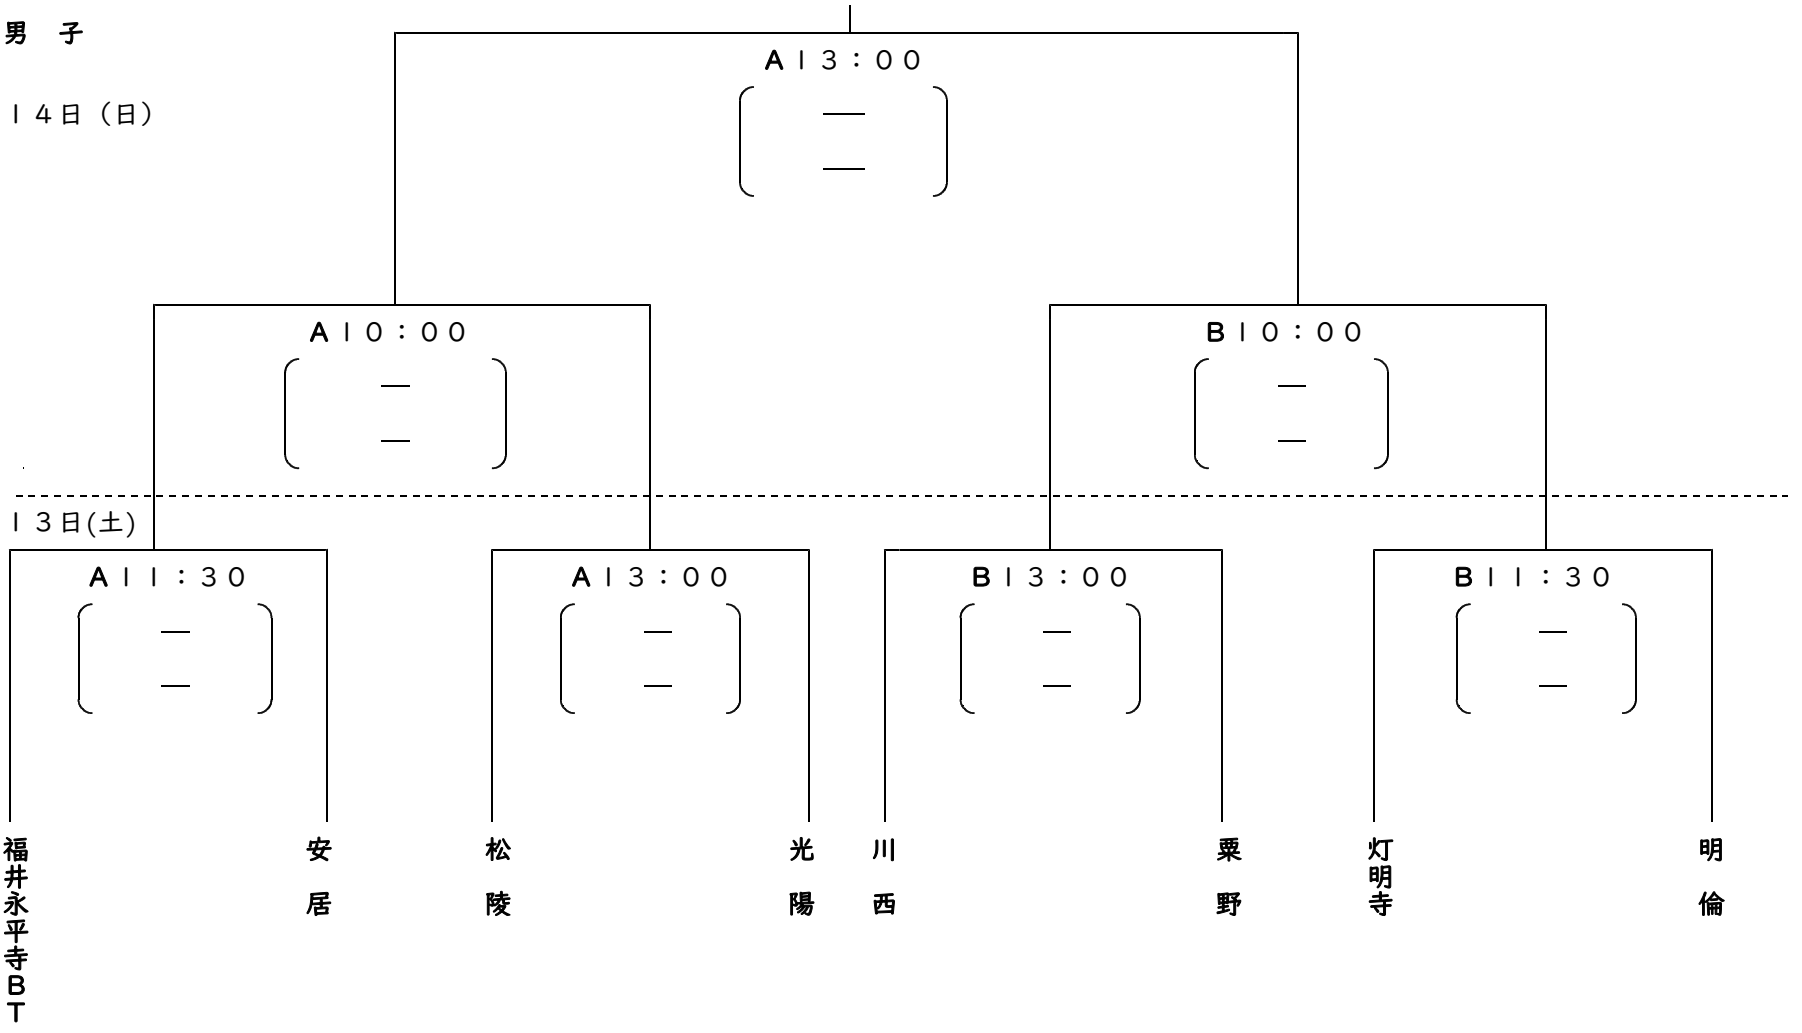 男　子
A１３：００
１４日（日）
A１０：００
B１０：００
１３日(土)
A１１：３０
A１３：００
B１３：００
B１１：３０
福井永平寺BT
安　居
松　陵
光　陽
川　西
粟　野
灯明寺
明　倫